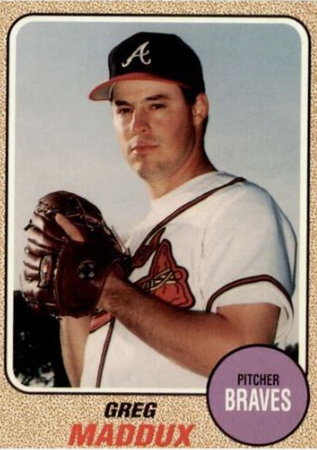 A
GREG
MADDUX
PITCHER
BRAVES